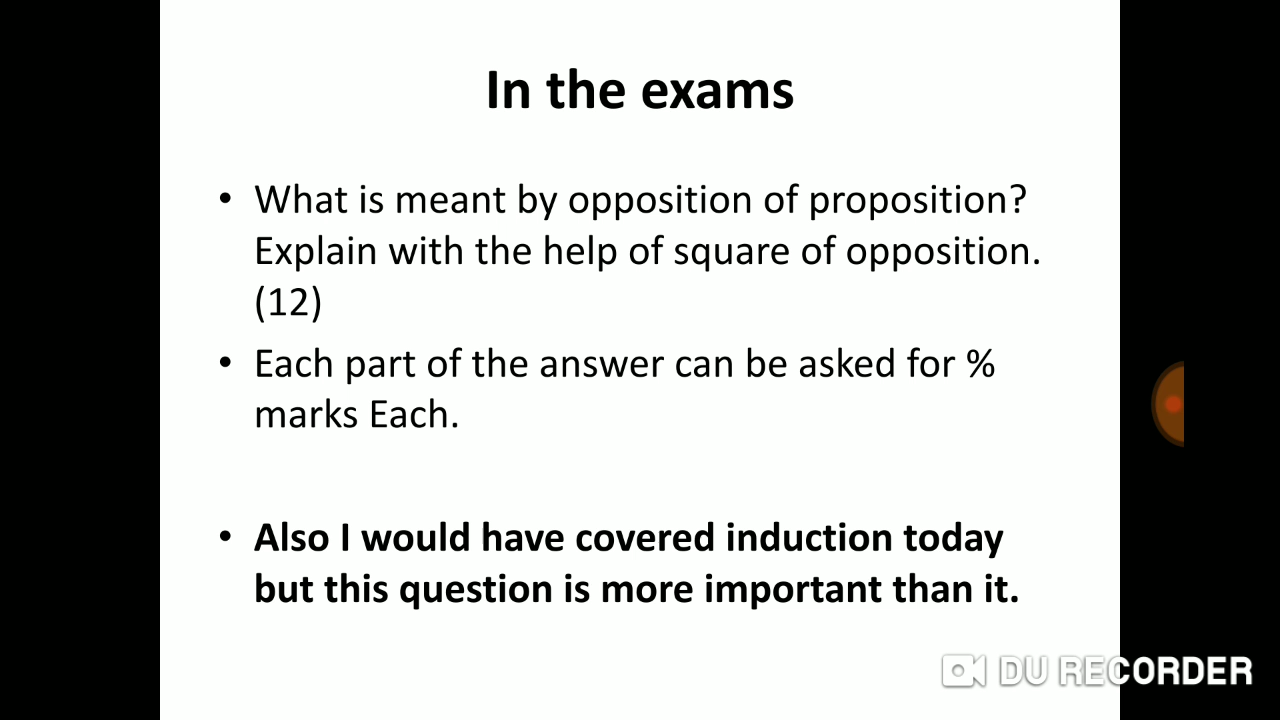 In the exams
• What is meant by opposition of proposition?
Explain with the help of square of opposition.
(12)
• Each part of the answer can be asked for %
marks Each.
• Also I would have covered induction today
but this question is more important than it.
DU RECORDER